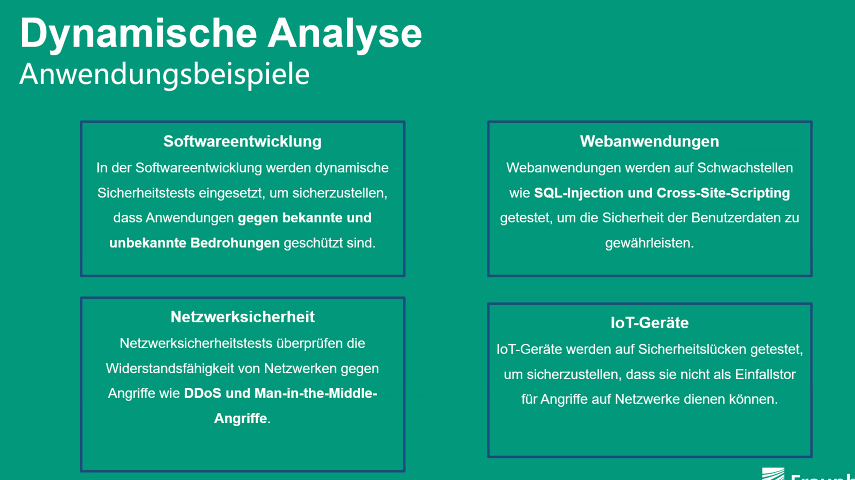 Dynamische Analyse
Anwendungsbeispiele
Softwareentwicklung
In der Softwareentwicklung werden dynamische
Sicherheitstests eingesetzt, um sicherzustellen,
dass Anwendungen gegen bekannte und
unbekannte Bedrohungen geschützt sind.
Webanwendungen
Webanwendungen werden auf Schwachstellen
wie SQL-Injection und Cross-Site-Scripting
getestet, um die Sicherheit der Benutzerdaten zu
gewährleisten.
Netzwerksicherheit
Netzwerksicherheitstests überprüfen die
Widerstandsfähigkeit von Netzwerken gegen
Angriffe wie DDoS und Man-in-the-Middle-
Angriffe.
IoT-Geräte
IoT-Geräte werden auf Sicherheitslücken getestet,
um sicherzustellen, dass sie nicht als Einfallstor
für Angriffe auf Netzwerke dienen können.